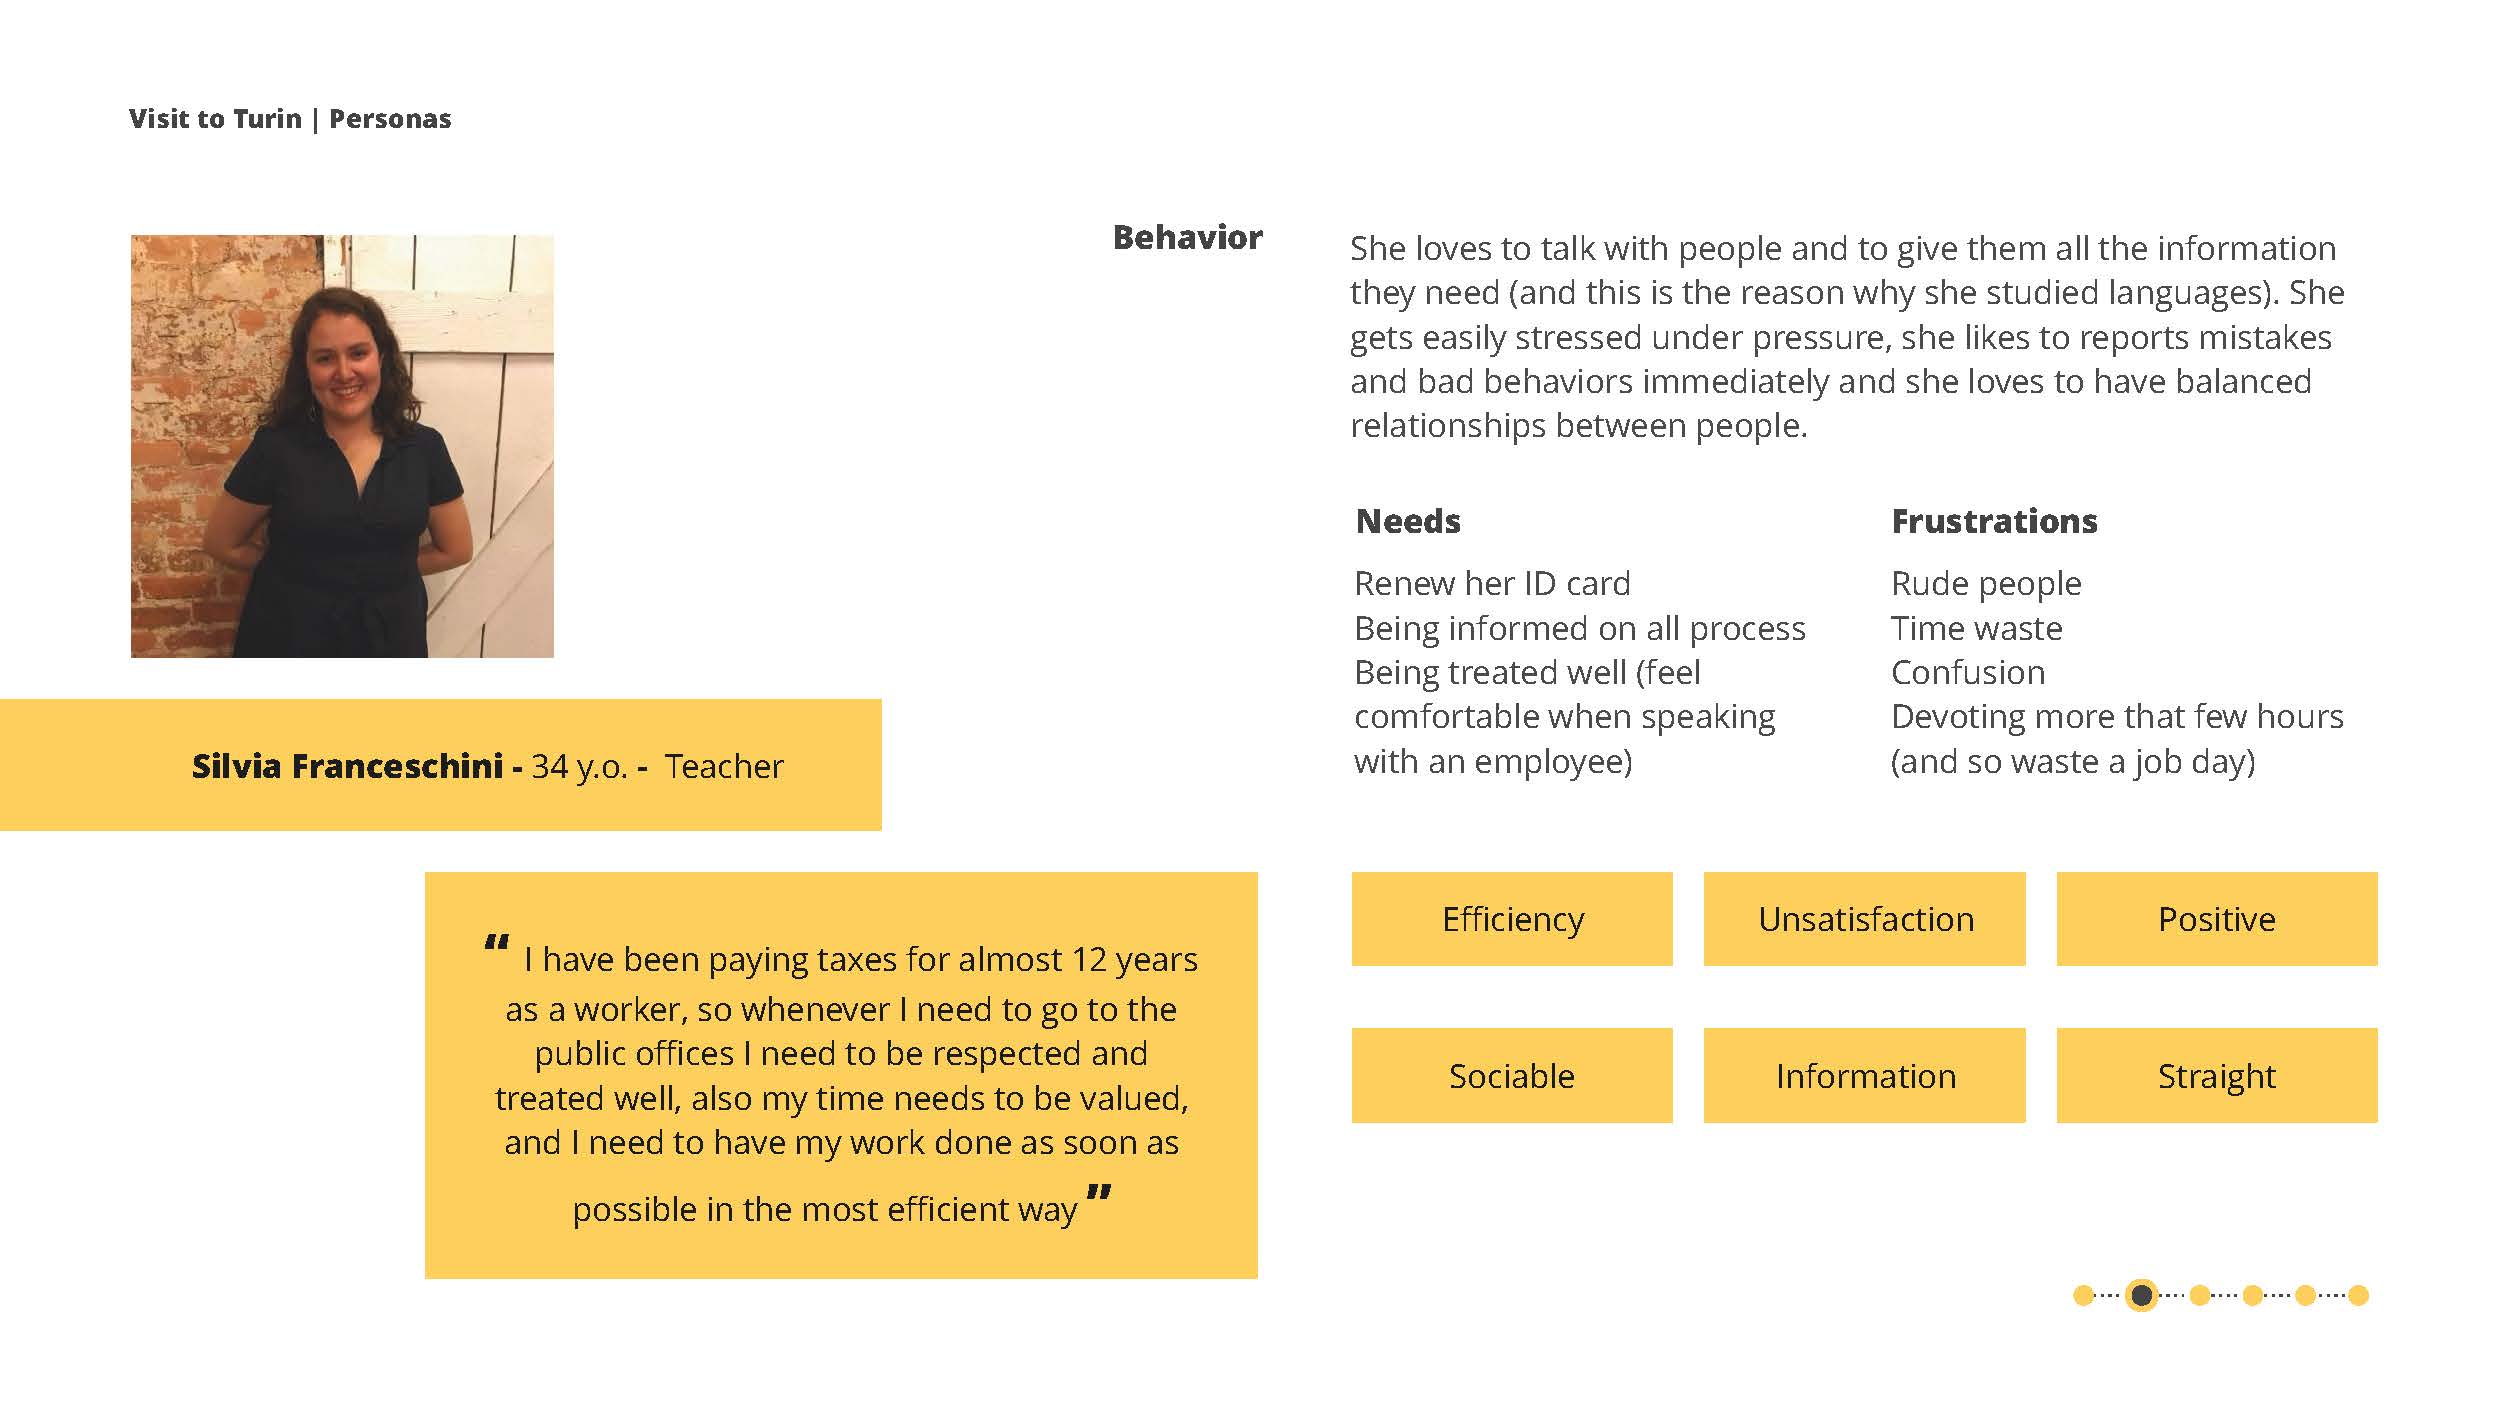 Visit to Turin | Personas
Behavior
She loves to talk with people and to give them all the information
they need (and this is the reason why she studied languages). She
gets easily stressed under pressure, she likes to reports mistakes
and bad behaviors immediately and she loves to have balanced
relationships between people.
Needs
Renew her ID card
Being informed on all process
Being treated well (feel
comfortable when speaking
with an employee)
Frustrations
Rude people
Time waste
Confusion
Devoting more that few hours
(and so waste a job day)
Silvia Franceschini - 34 y.o. - Teacher
" I have been paying taxes for almost 12 years
as a worker, so whenever I need to go to the
public offices I need to be respected and
treated well, also my time needs to be valued,
and I need to have my work done as soon as
possible in the most efficient way "
Efficiency
Unsatisfaction
Positive
Sociable
Information
Straight